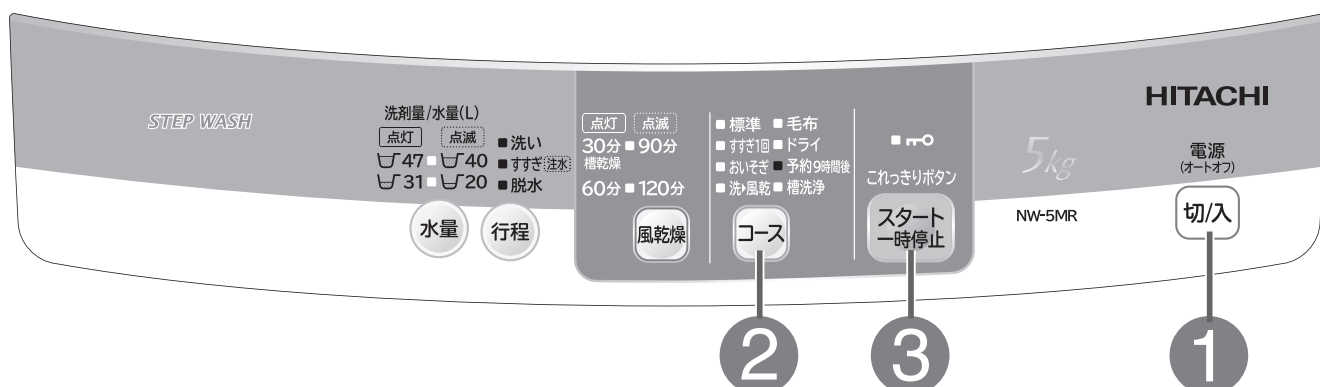 STEP WASH
洗剤量/水量(L)
点灯 点滅
47 40
31 20
洗い
すすぎ 注水
脱水
水量
行程
点灯 点滅
30分 90分
槽乾燥
60分 120分
風乾燥
標準 毛布
すすぎ1回 ドライ
おいそぎ 予約9時間後
洗▶風乾 槽洗浄
コース
これっきりボタン
スタート
一時停止
5kg
HITACHI
電源
(オートオフ)
切/入
NW-5MR
2
3
1